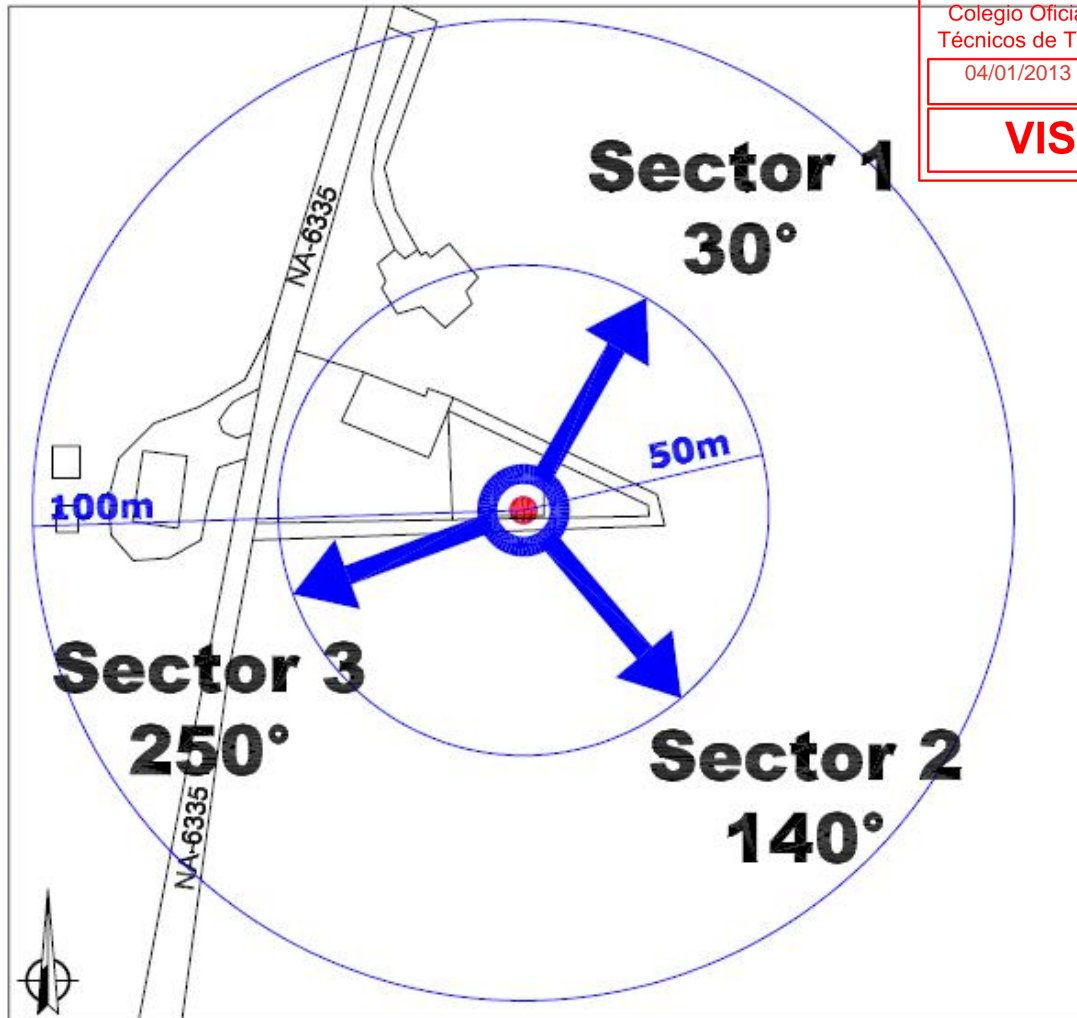 Colegio Oficia
Técnicos de T
04/01/2013
VIS
Sector 1
30°
NA-6335
50m
100m
Sector 3
250°
Sector 2
140°
NA-6335